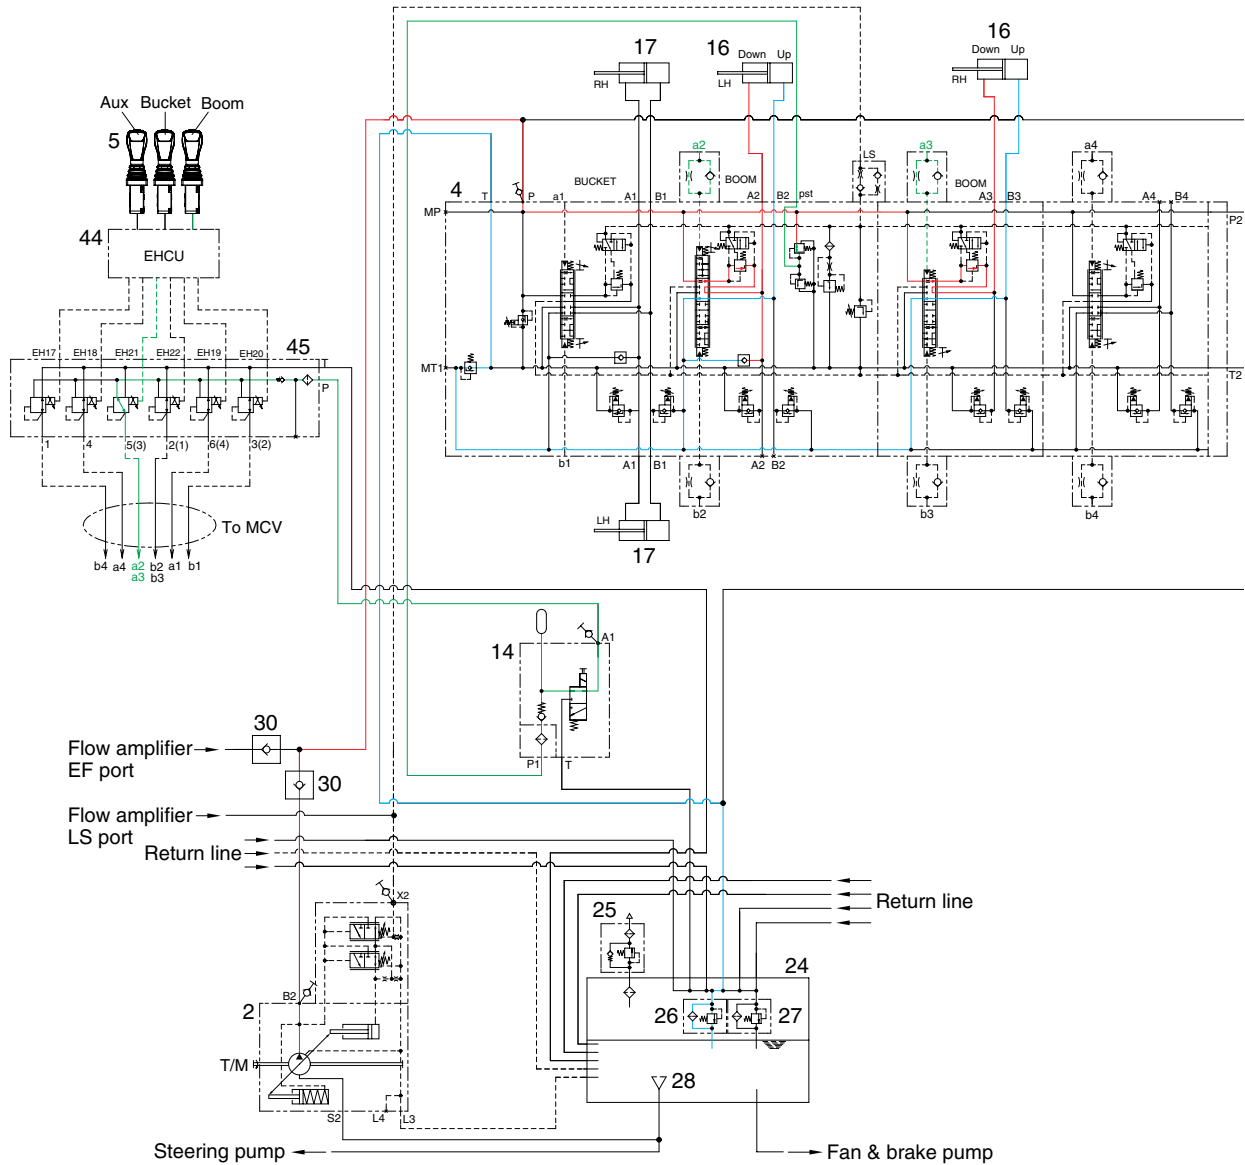 17
16
16
Down Up
Down Up
RH
LH
RH
Aux Bucket Boom
5
a2
a3
a4
LS
BUCKET
BOOM
BOOM
4
T
P
a1
A1
B1
A2
B2
pst
A3
B3
A4
B4
MP
P2
44
EHCU
45
EH17
EH18
EH21
EH22
EH19
EH20
T
P
MT1
T2
1
4
5(3)
2(1)
6(4)
3(2)
b1
A1
B1
A2
B2
b2
b3
b4
LH
17
To MCV
b4
a4
a2
a3
b2
b3
a1
b1
14
A1
P1
T
30
Flow amplifier
EF port
30
Flow amplifier
LS port
Return line
Return line
X2
25
24
B2
2
26
27
T/M
28
S2
L4
L3
Steering pump
Fan & brake pump